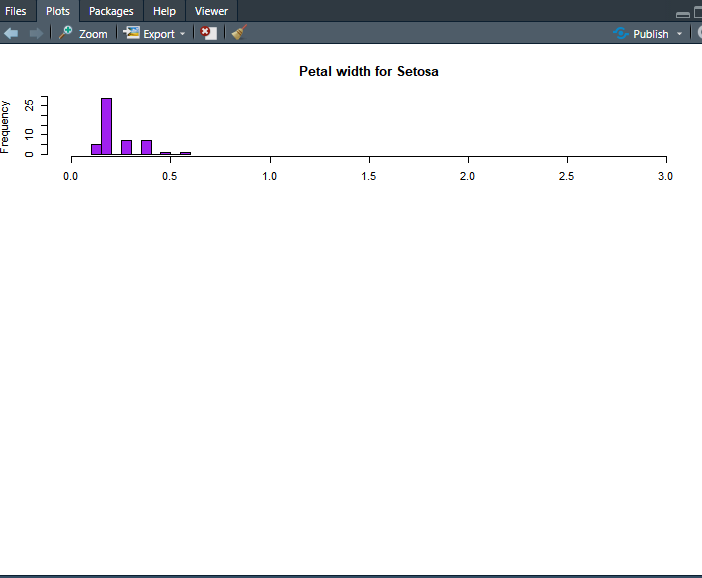 Files Plots Packages Help Viewer
Zoom Export Publish
Petal width for Setosa
Frequency
25
10
0
0.0 0.5 1.0 1.5 2.0 2.5 3.0